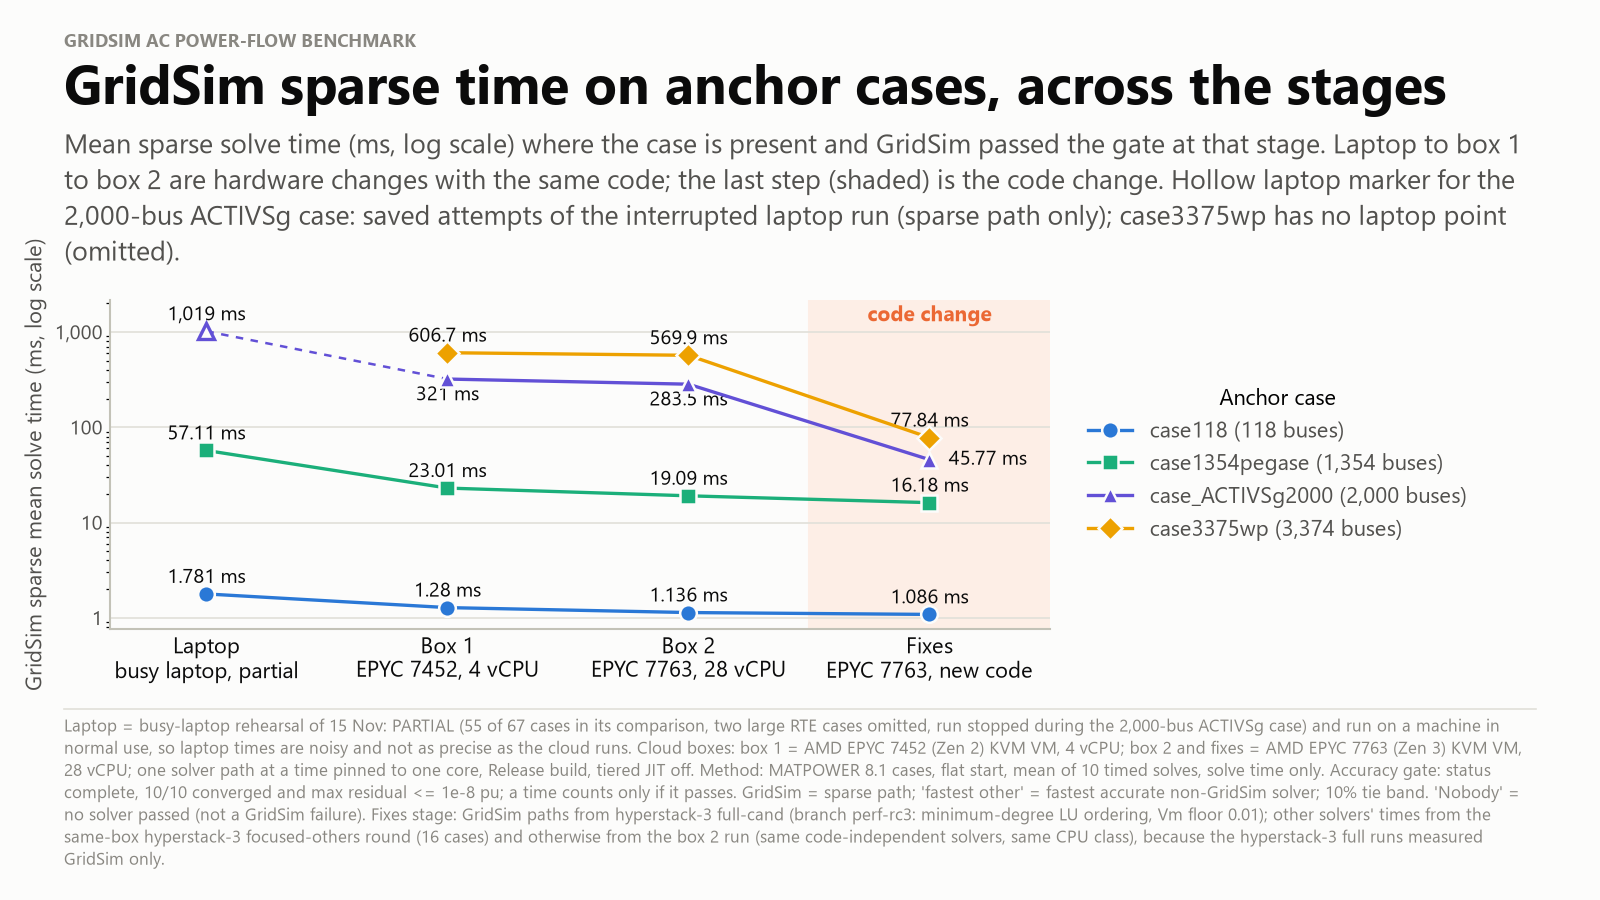 GRIDSIM AC POWER-FLOW BENCHMARK
GridSim sparse time on anchor cases, across the stages
Mean sparse solve time (ms, log scale) where the case is present and GridSim passed the gate at that stage. Laptop to box 1
to box 2 are hardware changes with the same code; the last step (shaded) is the code change. Hollow laptop marker for the
2,000-bus ACTIVSg case: saved attempts of the interrupted laptop run (sparse path only); case3375wp has no laptop point
(omitted).
GridSim sparse mean solve time (ms, log scale)
1,000
100
10
1
code change
1,019 ms
606.7 ms
569.9 ms
321 ms
283.5 ms
77.84 ms
45.77 ms
57.11 ms
23.01 ms
19.09 ms
16.18 ms
1.781 ms
1.28 ms
1.136 ms
1.086 ms
Laptop
busy laptop, partial
Box 1
EPYC 7452, 4 vCPU
Box 2
EPYC 7763, 28 vCPU
Fixes
EPYC 7763, new code
Anchor case
case118 (118 buses)
case1354pegase (1,354 buses)
case_ACTIVSg2000 (2,000 buses)
case3375wp (3,374 buses)
Laptop = busy-laptop rehearsal of 15 Nov: PARTIAL (55 of 67 cases in its comparison, two large RTE cases omitted, run stopped during the 2,000-bus ACTIVSg case) and run on a machine in
normal use, so laptop times are noisy and not as precise as the cloud runs. Cloud boxes: box 1 = AMD EPYC 7452 (Zen 2) KVM VM, 4 vCPU; box 2 and fixes = AMD EPYC 7763 (Zen 3) KVM VM,
28 vCPU; one solver path at a time pinned to one core, Release build, tiered JIT off. Method: MATPOWER 8.1 cases, flat start, mean of 10 timed solves, solve time only. Accuracy gate: status
complete, 10/10 converged and max residual <= 1e-8 pu; a time counts only if it passes. GridSim = sparse path; 'fastest other' = fastest accurate non-GridSim solver; 10% tie band. 'Nobody' =
no solver passed (not a GridSim failure). Fixes stage: GridSim paths from hyperstack-3 full-cand (branch perf-rc3: minimum-degree LU ordering, Vm floor 0.01); other solvers' times from the
same-box hyperstack-3 focused-others round (16 cases) and otherwise from the box 2 run (same code-independent solvers, same CPU class), because the hyperstack-3 full runs measured
GridSim only.